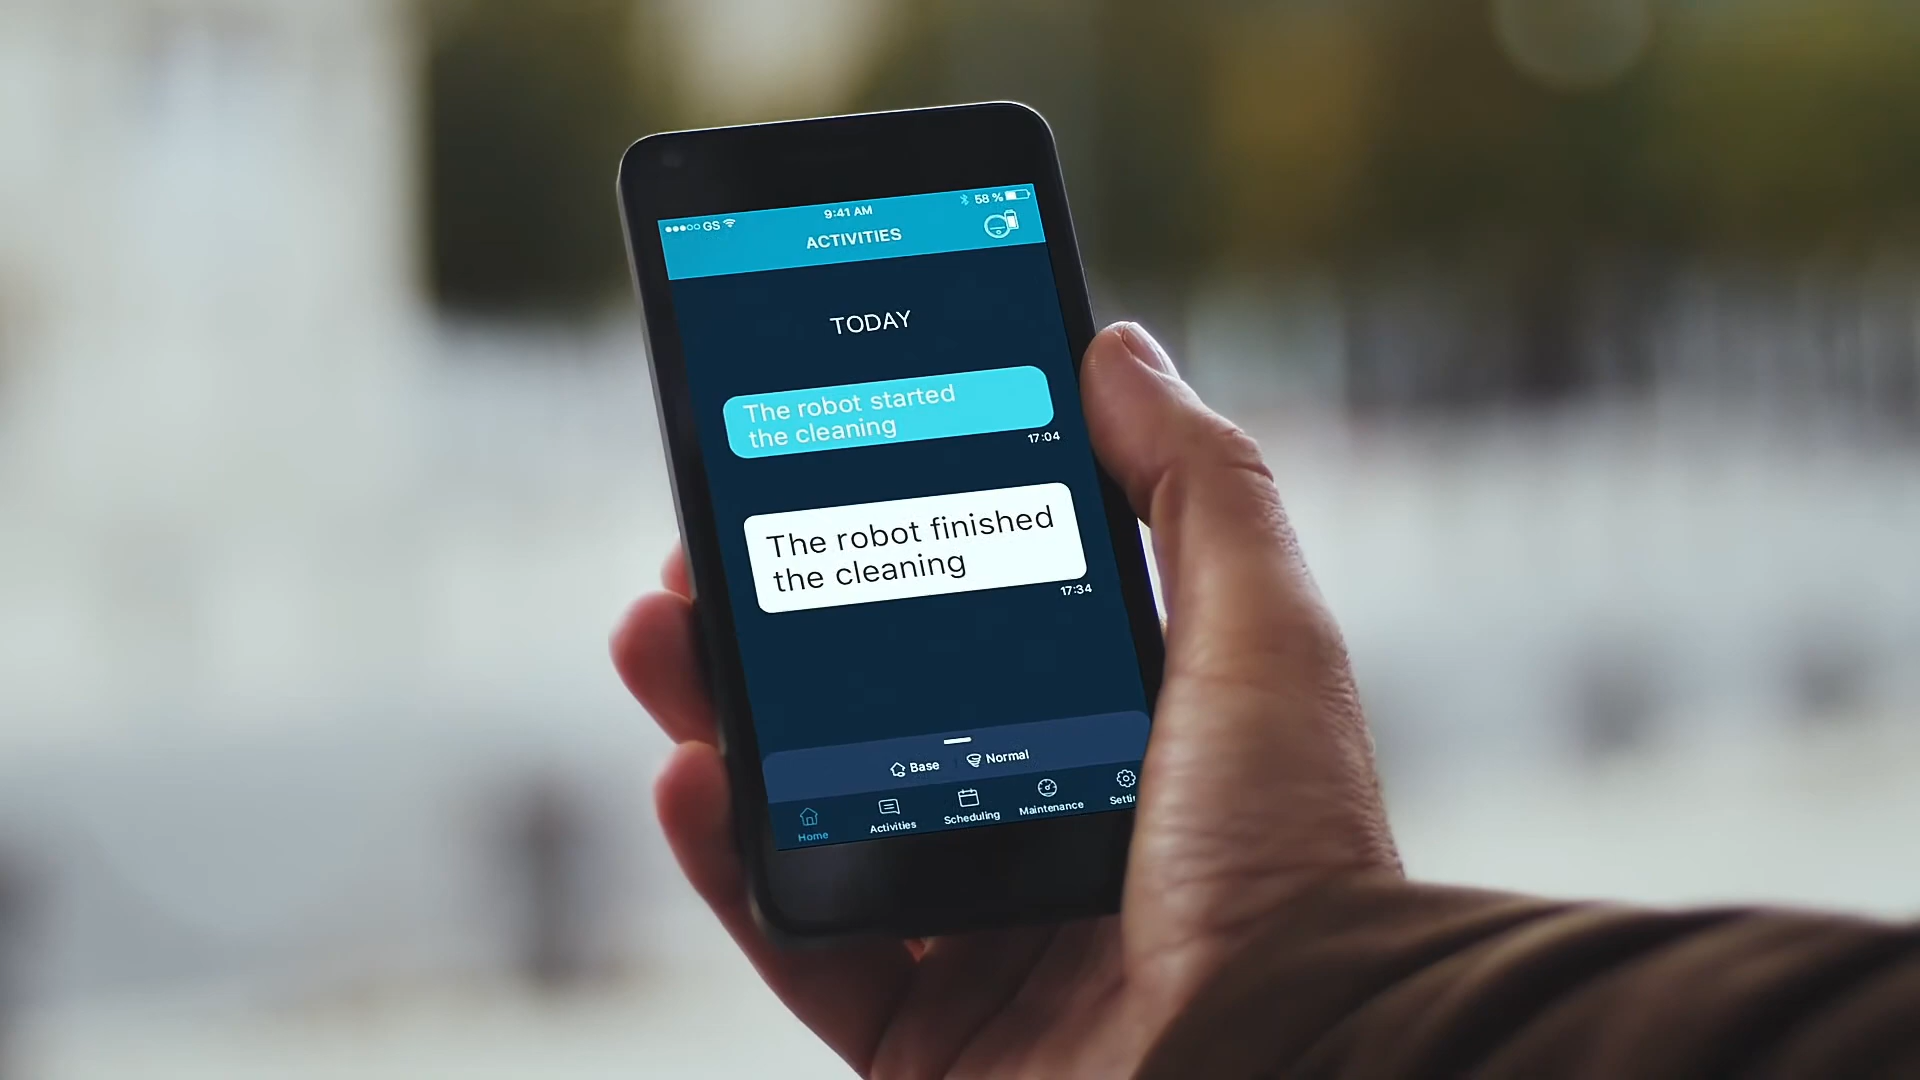 GS 9:41 AM 58 %
ACTIVITIES
TODAY
The robot started
the cleaning
17:04
The robot finished
the cleaning
17:34
Base Normal
Home Activities Scheduling Maintenance Setti